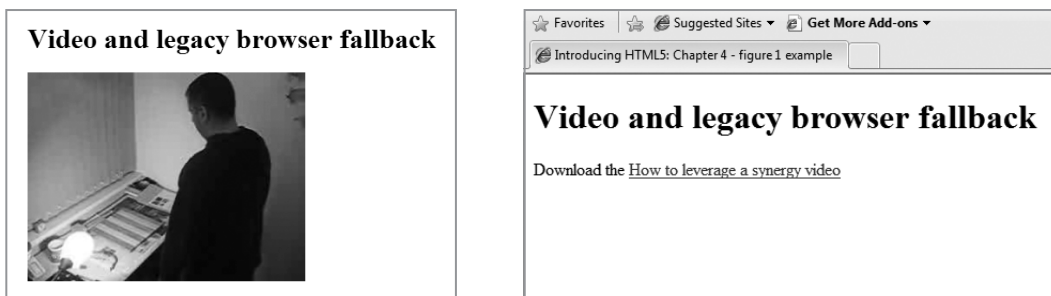 Video and legacy browser fallback
Favorites Suggested Sites Get More Add-ons
Introducing HTML5: Chapter 4 - figure 1 example
Video and legacy browser fallback
Download the How to leverage a synergy video